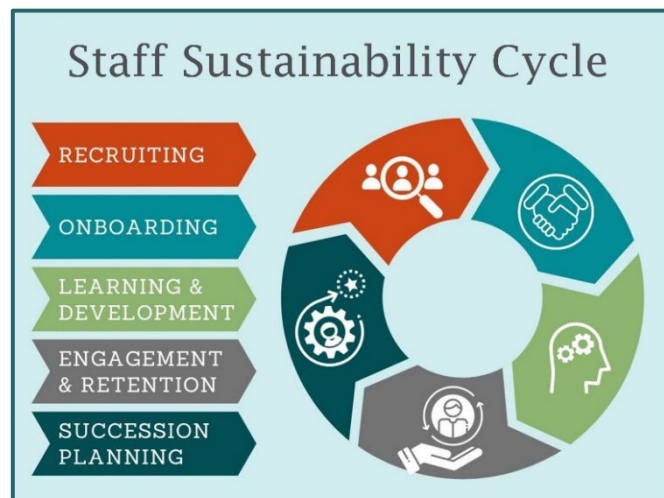 Staff Sustainability Cycle
RECRUITING
ONBOARDING
LEARNING &
DEVELOPMENT
ENGAGEMENT
& RETENTION
SUCCESSION
PLANNING